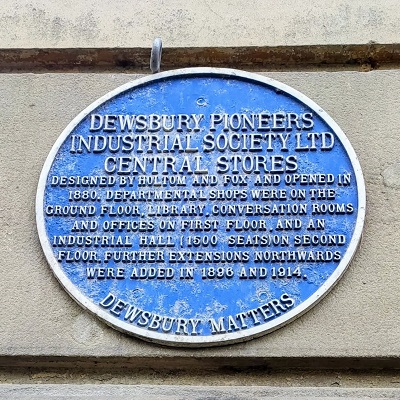 DEWSBURY PIONEERS
INDUSTRIAL SOCIETY LTD
CENTRAL STORES
DESIGNED BY HOLTOM AND FOX AND OPENED IN
1880. DEPARTMENTAL SHOPS WERE ON THE
GROUND FLOOR, LIBRARY, CONVERSATION ROOMS
AND OFFICES ON FIRST FLOOR, AND AN
INDUSTRIAL HALL (1500 SEATS) ON SECOND
FLOOR. FURTHER EXTENSIONS NORTHWARDS
WERE ADDED IN 1896 AND 1914.
DEWSBURY MATTERS